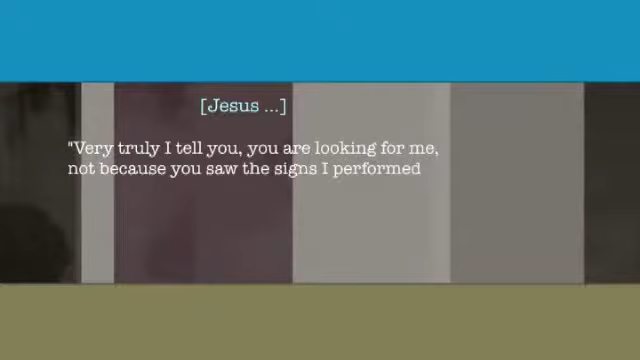 [Jesus ...]
"Very truly I tell you, you are looking for me,
not because you saw the signs I performed